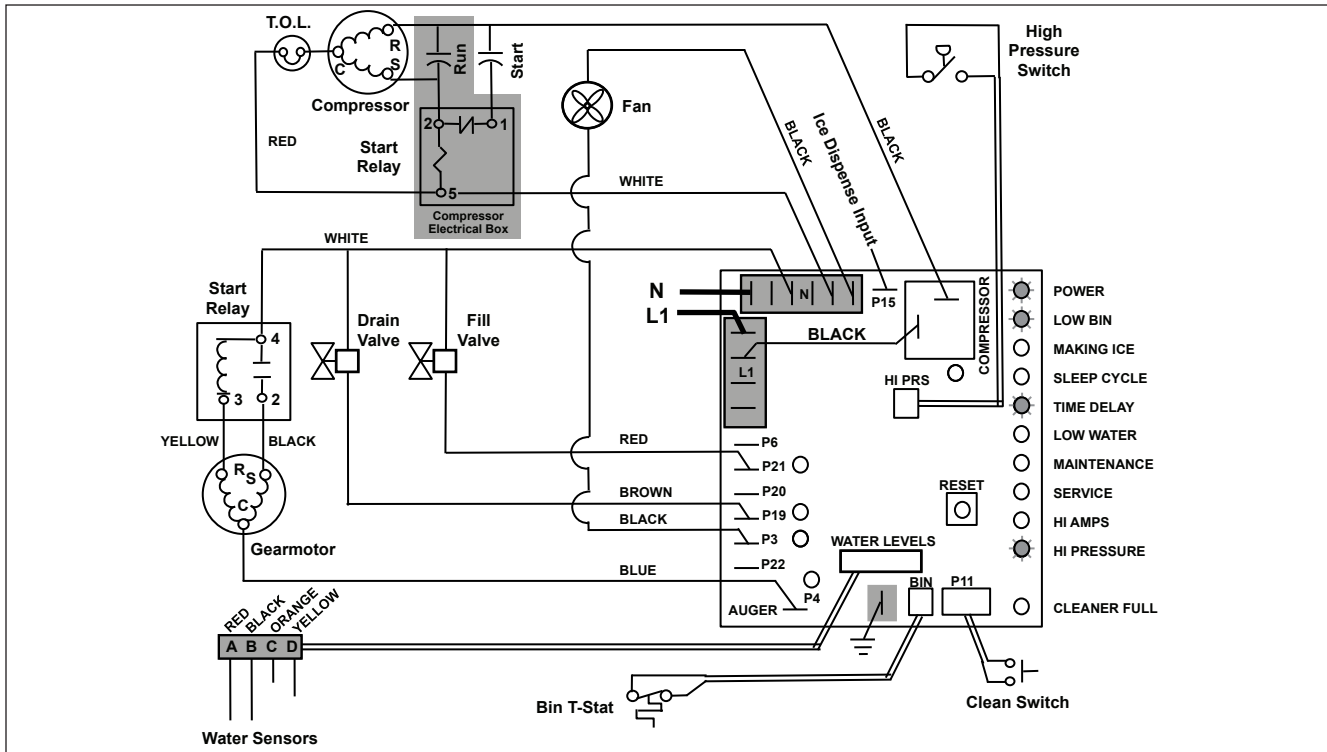 T.O.L.
R
S
C
Compressor
Run
Start
Fan
High
Pressure
Switch
RED
Start
Relay
2
1
5
Compressor
Electrical Box
WHITE
BLACK
BLACK
Ice Dispense Input
WHITE
Start
Relay
4
3
2
Drain
Valve
Fill
Valve
N
L1
N
P15
COMPRESSOR
BLACK
L1
HI PRS
POWER
LOW BIN
MAKING ICE
SLEEP CYCLE
TIME DELAY
LOW WATER
MAINTENANCE
SERVICE
HI AMPS
HI PRESSURE
CLEANER FULL
YELLOW
BLACK
R
S
C
Gearmotor
RED
BROWN
BLACK
BLUE
P6
P21
P20
P19
P3
P22
P4
AUGER
RESET
WATER LEVELS
BIN
P11
RED
BLACK
ORANGE
YELLOW
A B C D
Water Sensors
Bin T-Stat
Clean Switch